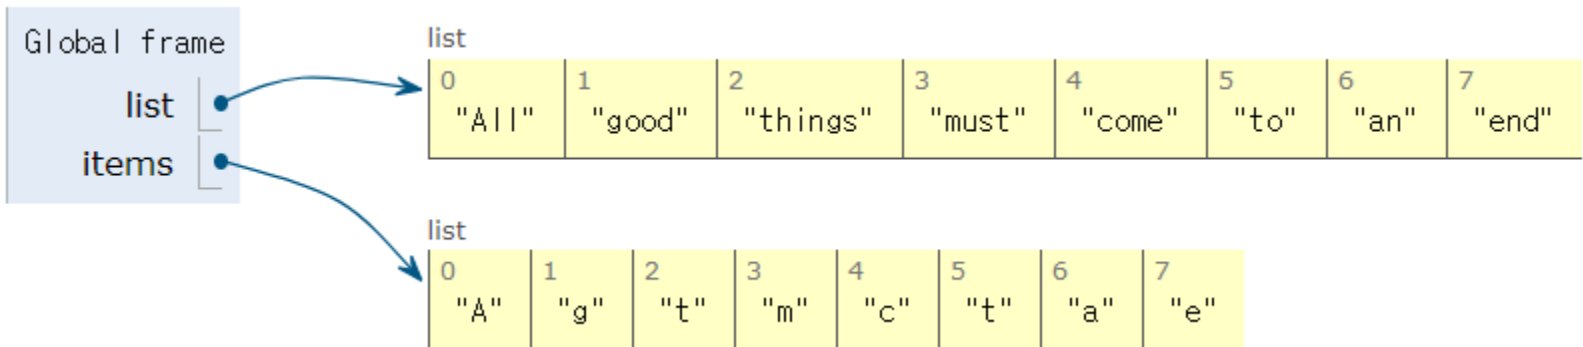 Global frame
list
items
list
0 1 2 3 4 5 6 7
"All" "good" "things" "must" "come" "to" "an" "end"
list
0 1 2 3 4 5 6 7
"A" "g" "t" "m" "c" "t" "a" "e"